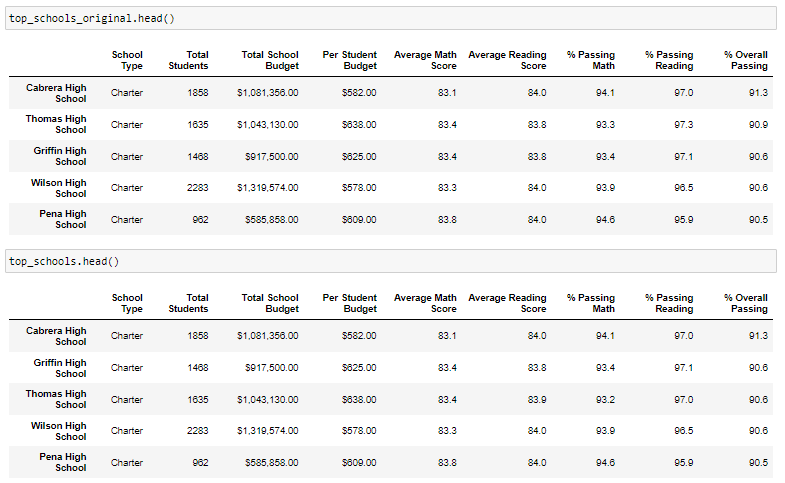 top_schools_original.head()
School Type Total Students Total School Budget Per Student Budget Average Math Score Average Reading Score % Passing Math % Passing Reading % Overall Passing
Cabrera High School Charter 1858 $1,081,356.00 $582.00 83.1 84.0 94.1 97.0 91.3
Thomas High School Charter 1635 $1,043,130.00 $638.00 83.4 83.8 93.3 97.3 90.9
Griffin High School Charter 1468 $917,500.00 $625.00 83.4 83.8 93.4 97.1 90.6
Wilson High School Charter 2283 $1,319,574.00 $578.00 83.3 84.0 93.9 96.5 90.6
Pena High School Charter 962 $585,858.00 $609.00 83.8 84.0 94.6 95.9 90.5
top_schools.head()
School Type Total Students Total School Budget Per Student Budget Average Math Score Average Reading Score % Passing Math % Passing Reading % Overall Passing
Cabrera High School Charter 1858 $1,081,356.00 $582.00 83.1 84.0 94.1 97.0 91.3
Griffin High School Charter 1468 $917,500.00 $625.00 83.4 83.8 93.4 97.1 90.6
Thomas High School Charter 1635 $1,043,130.00 $638.00 83.4 83.9 93.2 97.0 90.6
Wilson High School Charter 2283 $1,319,574.00 $578.00 83.3 84.0 93.9 96.5 90.6
Pena High School Charter 962 $585,858.00 $609.00 83.8 84.0 94.6 95.9 90.5